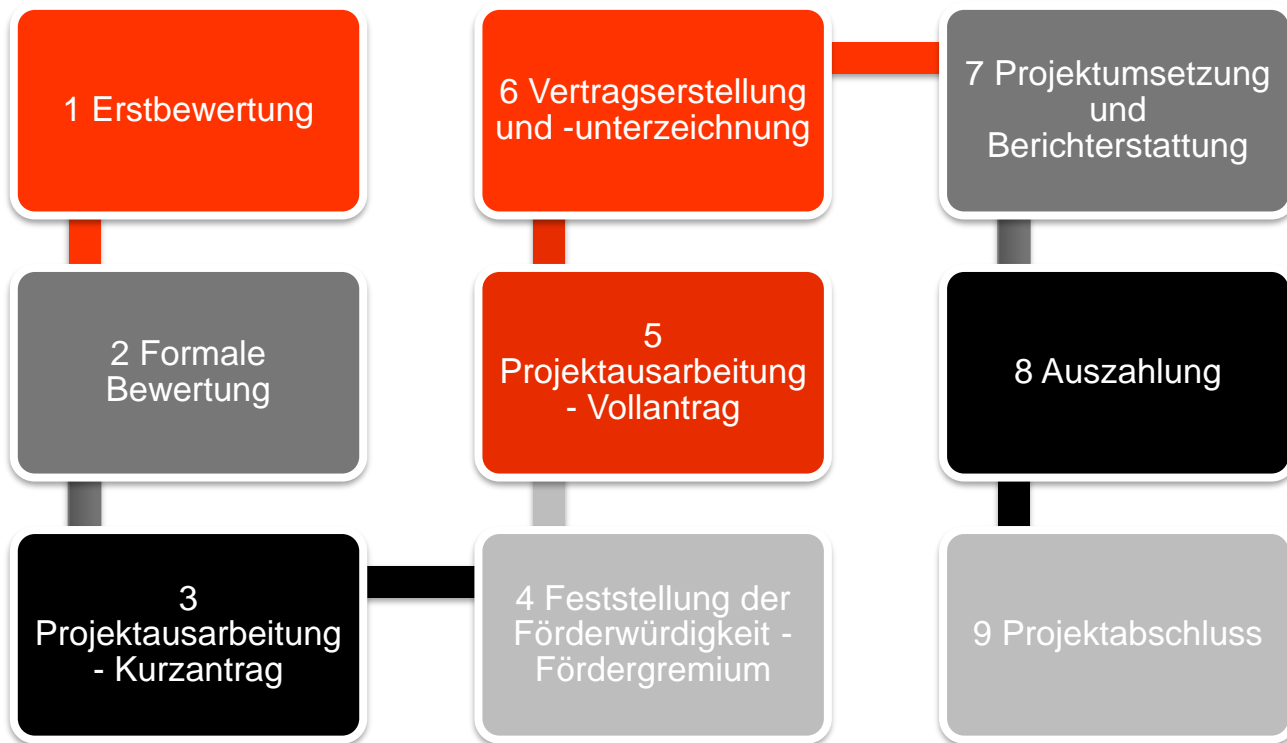 1 Erstbewertung
2 Formale
Bewertung
3
Projektausarbeitung
- Kurzantrag
4 Feststellung der
Förderwürdigkeit -
Fördergremium
5
Projektausarbeitung
- Vollantrag
6 Vertragserstellung
und -unterzeichnung
7 Projektumsetzung
und
Berichterstattung
8 Auszahlung
9 Projektabschluss